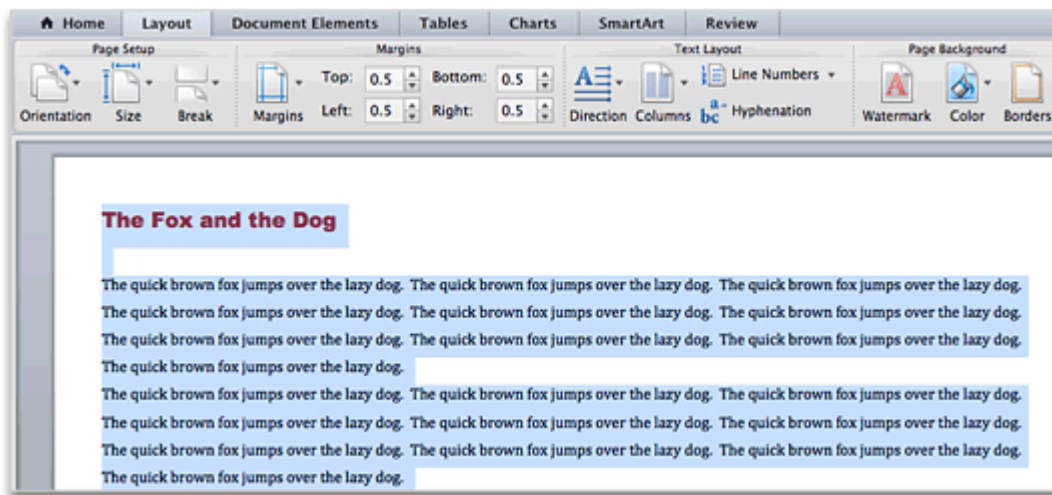 Home Layout Document Elements Tables Charts SmartArt Review
Page Setup Margins Text Layout Page Background
Top: 0.5 Bottom: 0.5 Line Numbers
Left: 0.5 Right: 0.5 Hyphenation
Orientation Size Break Margins Direction Columns Watermark Color Borders
The Fox and the Dog
The quick brown fox jumps over the lazy dog. The quick brown fox jumps over the lazy dog. The quick brown fox jumps over the lazy dog.
The quick brown fox jumps over the lazy dog. The quick brown fox jumps over the lazy dog. The quick brown fox jumps over the lazy dog.
The quick brown fox jumps over the lazy dog. The quick brown fox jumps over the lazy dog. The quick brown fox jumps over the lazy dog.
The quick brown fox jumps over the lazy dog.
The quick brown fox jumps over the lazy dog. The quick brown fox jumps over the lazy dog. The quick brown fox jumps over the lazy dog.
The quick brown fox jumps over the lazy dog. The quick brown fox jumps over the lazy dog. The quick brown fox jumps over the lazy dog.
The quick brown fox jumps over the lazy dog. The quick brown fox jumps over the lazy dog. The quick brown fox jumps over the lazy dog.
The quick brown fox jumps over the lazy dog.